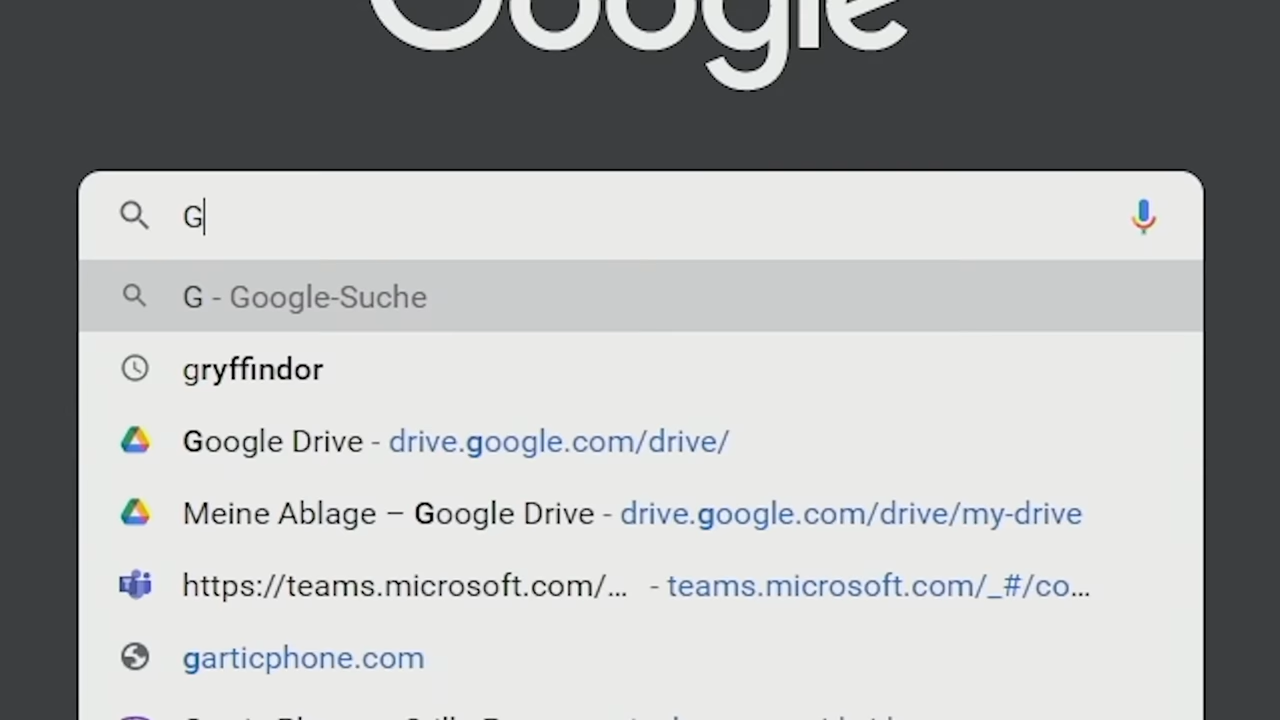 Google
G
G - Google-Suche
gryffindor
Google Drive - drive.google.com/drive/
Meine Ablage – Google Drive - drive.google.com/drive/my-drive
https://teams.microsoft.com/... - teams.microsoft.com/_#/co...
garticphone.com